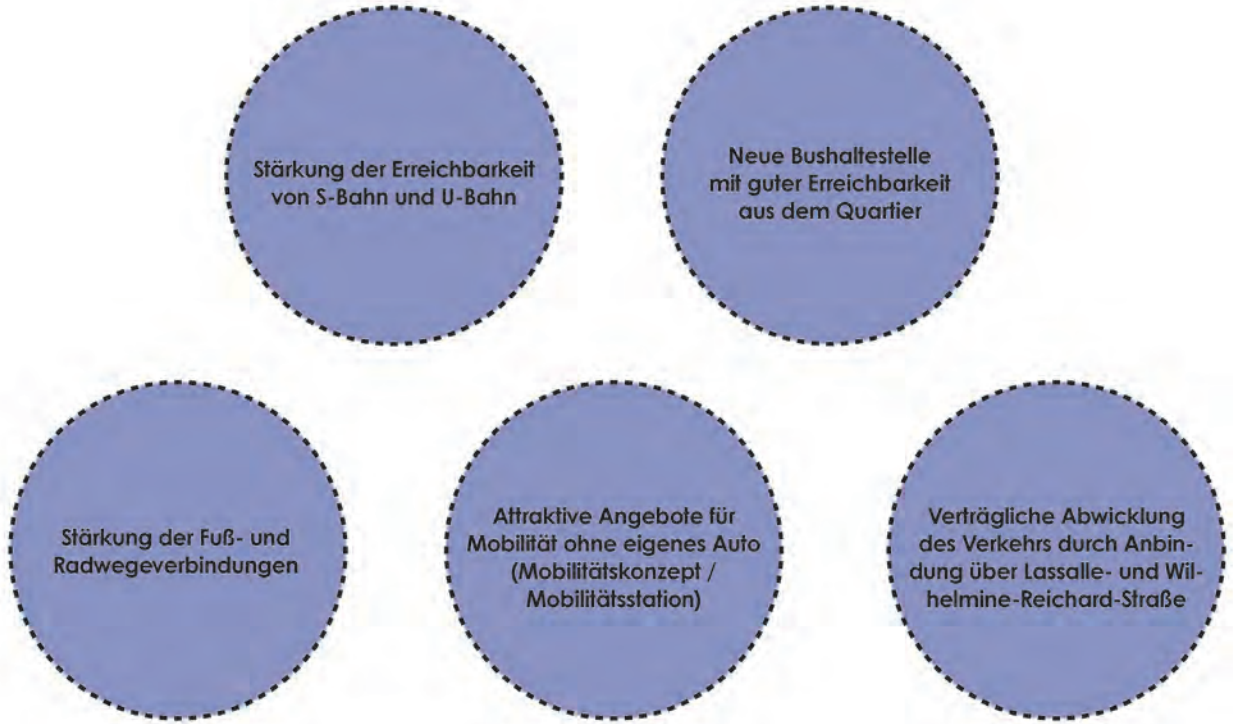 Stärkung der Erreichbarkeit
von S-Bahn und U-Bahn
Neue Bushaltestelle
mit guter Erreichbarkeit
aus dem Quartier
Stärkung der Fuß- und
Radwegeverbindungen
Attraktive Angebote für
Mobilität ohne eigenes Auto
(Mobilitätskonzept /
Mobilitätsstation)
Verträgliche Abwicklung
des Verkehrs durch Anbin-
dung über Lassalle- und Wil-
helmine-Reichard-Straße